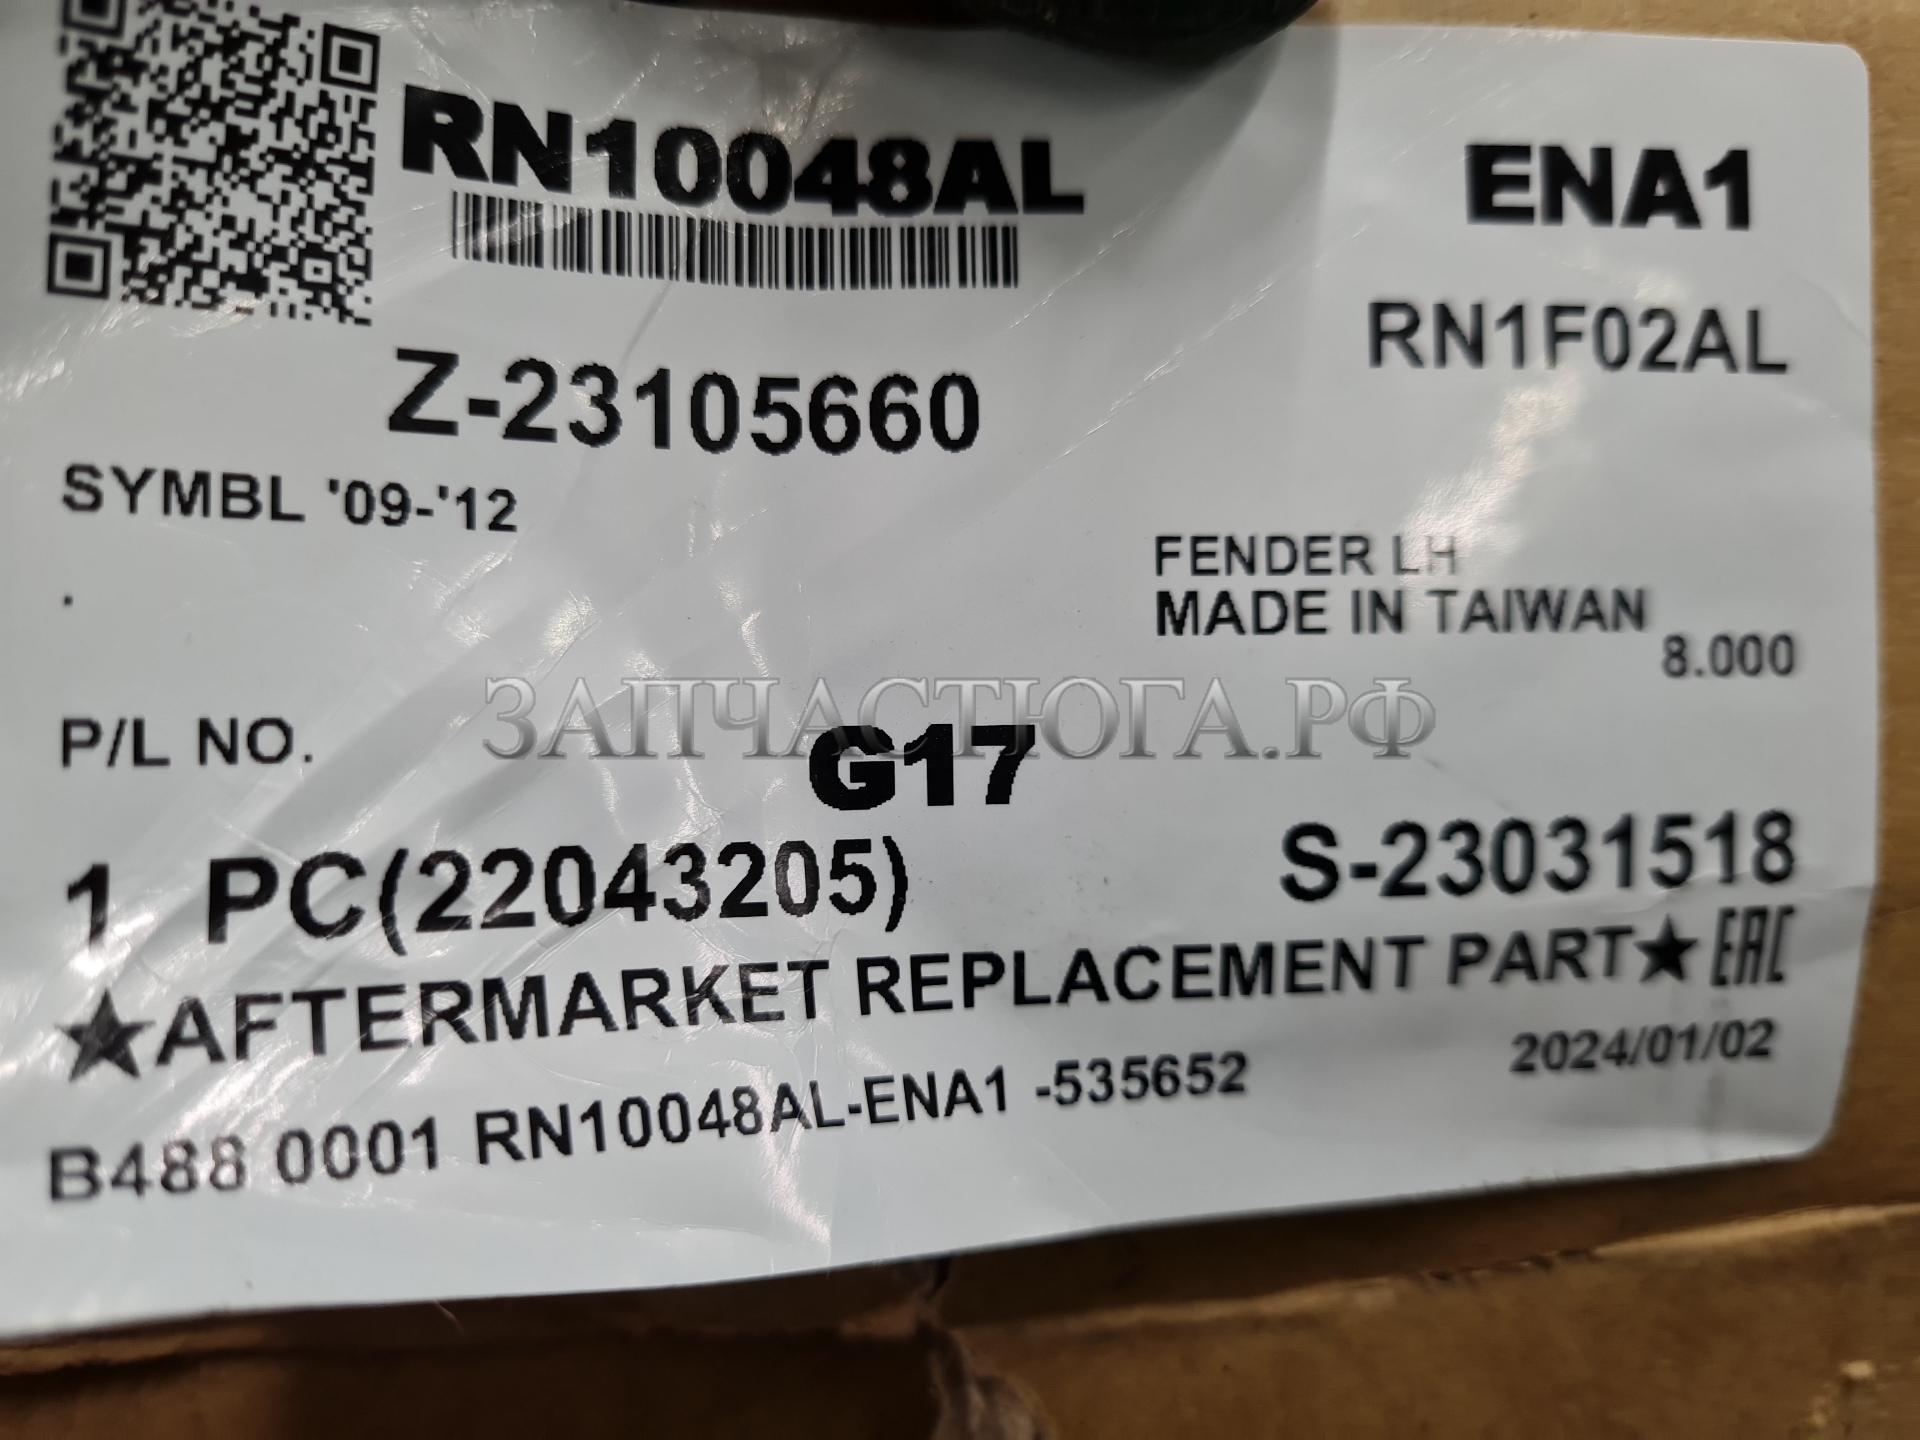 RN10048AL
ENA1
RN1F02AL
Z-23105660
SYMBL '09-'12
.
FENDER LH
MADE IN TAIWAN
8.000
ЗАПЧАСТЮГА.РФ
P/L NO.
G17
1 PC(22043205)
S-23031518
★AFTERMARKET REPLACEMENT PART★ EAC
2024/01/02
B488 0001 RN10048AL-ENA1 -535652